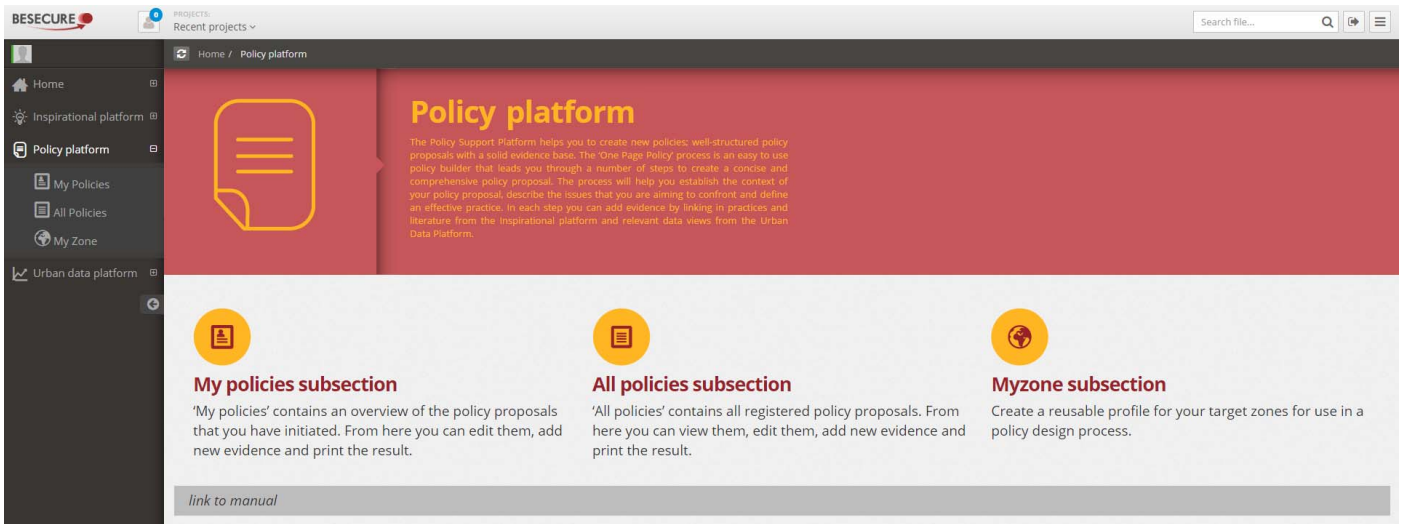 BESECURE
0
PROJECTS:
Recent projects
Search file...
Home / Policy platform
Home
Inspirational platform
Policy platform
My Policies
All Policies
My Zone
Urban data platform
Policy platform
The Policy Support Platform helps you to create new policies; well-structured policy
proposals with a solid evidence base. The 'One Page Policy' process is an easy to use
policy builder that leads you through a number of steps to create a concise and
comprehensive policy proposal. The process will help you establish the context of
your policy proposal, describe the issues that you are aiming to confront and define
an effective practice. In each step you can add evidence by linking in practices and
literature from the Inspirational platform and relevant data views from the Urban
Data Platform.
My policies subsection
'My policies' contains an overview of the policy proposals
that you have initiated. From here you can edit them, add
new evidence and print the result.
All policies subsection
'All policies' contains all registered policy proposals. From
here you can view them, edit them, add new evidence and
print the result.
Myzone subsection
Create a reusable profile for your target zones for use in a
policy design process.
link to manual